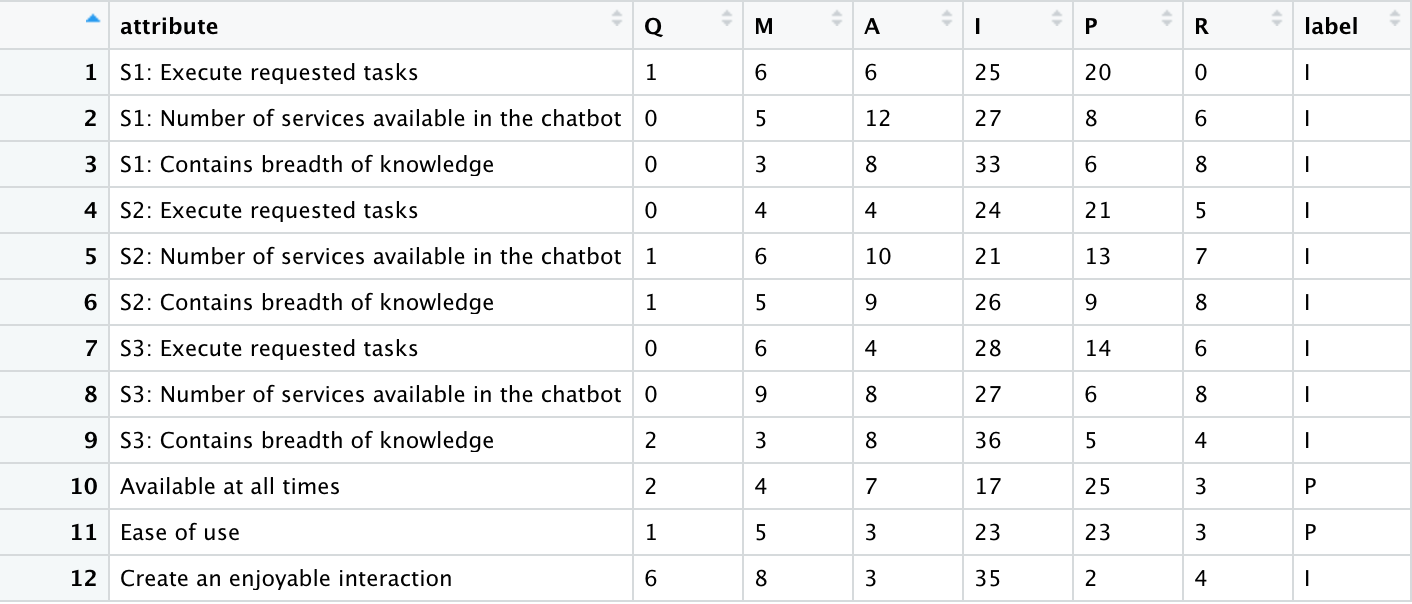 attribute Q M A I P R label
1 S1: Execute requested tasks 1 6 6 25 20 0 I
2 S1: Number of services available in the chatbot 0 5 12 27 8 6 I
3 S1: Contains breadth of knowledge 0 3 8 33 6 8 I
4 S2: Execute requested tasks 0 4 4 24 21 5 I
5 S2: Number of services available in the chatbot 1 6 10 21 13 7 I
6 S2: Contains breadth of knowledge 1 5 9 26 9 8 I
7 S3: Execute requested tasks 0 6 4 28 14 6 I
8 S3: Number of services available in the chatbot 0 9 8 27 6 8 I
9 S3: Contains breadth of knowledge 2 3 8 36 5 4 I
10 Available at all times 2 4 7 17 25 3 P
11 Ease of use 1 5 3 23 23 3 P
12 Create an enjoyable interaction 6 8 3 35 2 4 I